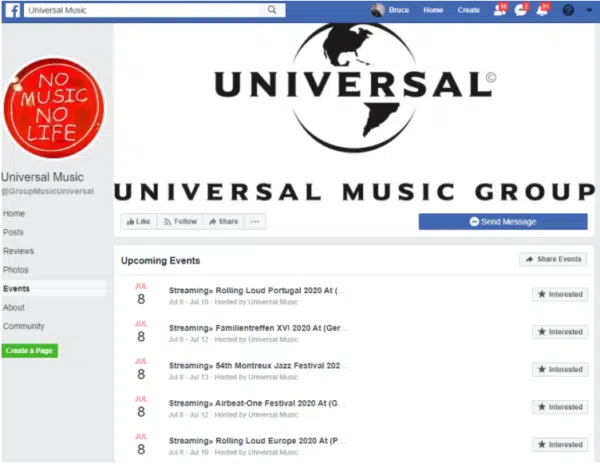 Universal Music
Bruce
Home
Create
UNIVERSAL©
UNIVERSAL MUSIC GROUP
NO
MUSIC
NO
LIFE
Universal Music
@GroupMusicUniversal
Home
Posts
Reviews
Photos
Events
About
Community
Create a Page
Like
Follow
Share
Send Message
Upcoming Events
Share Events
JUL
8
Streaming» Rolling Loud Portugal 2020 At (...
Jul 8 - Jul 10 · Hosted by Universal Music
Interested
JUL
8
Streaming» Familientreffen XVI 2020 At (Ger...
Jul 8 - Jul 12 · Hosted by Universal Music
Interested
JUL
8
Streaming» 54th Montreux Jazz Festival 202...
Jul 8 - Jul 13 · Hosted by Universal Music
Interested
JUL
8
Streaming» Airbeat-One Festival 2020 At (G...
Jul 8 - Jul 12 · Hosted by Universal Music
Interested
JUL
8
Streaming» Rolling Loud Europe 2020 At (P...
Jul 8 - Jul 10 · Hosted by Universal Music
Interested